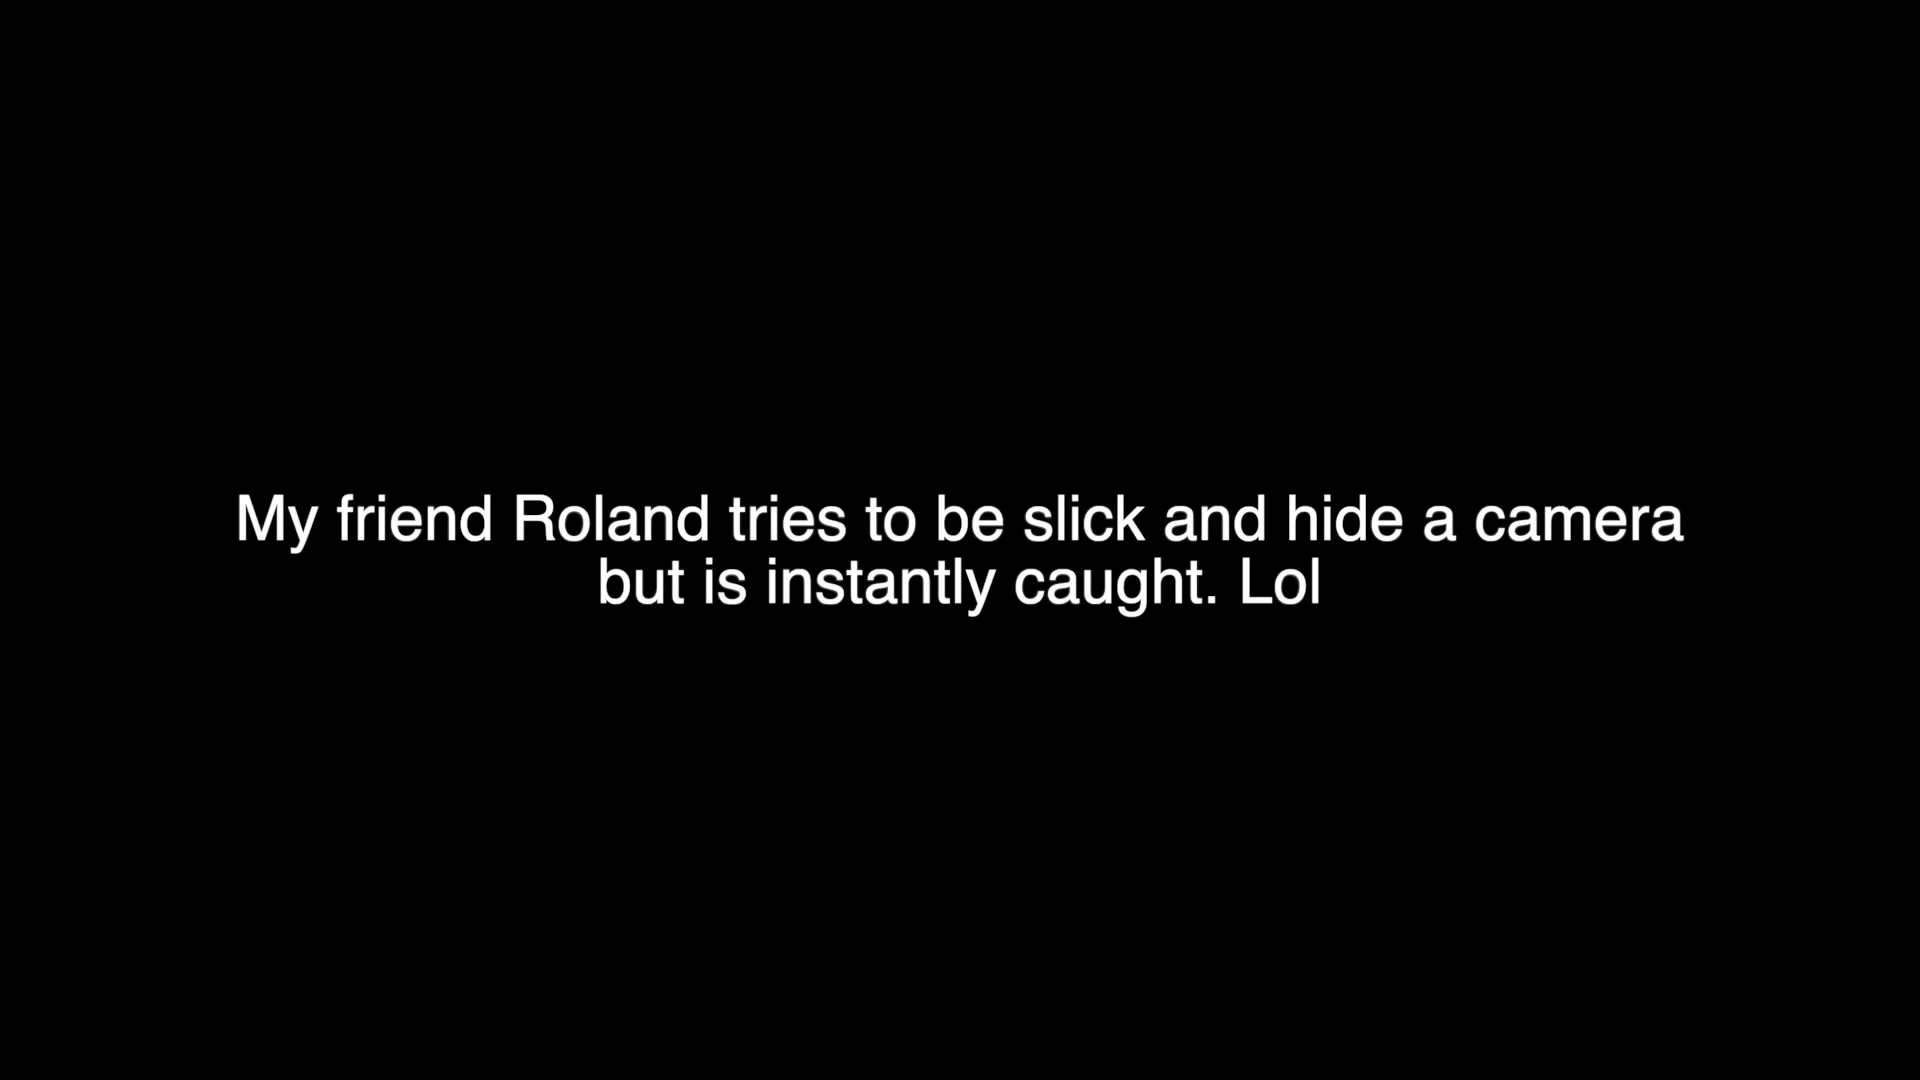 My friend Roland tries to be slick and hide a camera
but is instantly caught. Lol